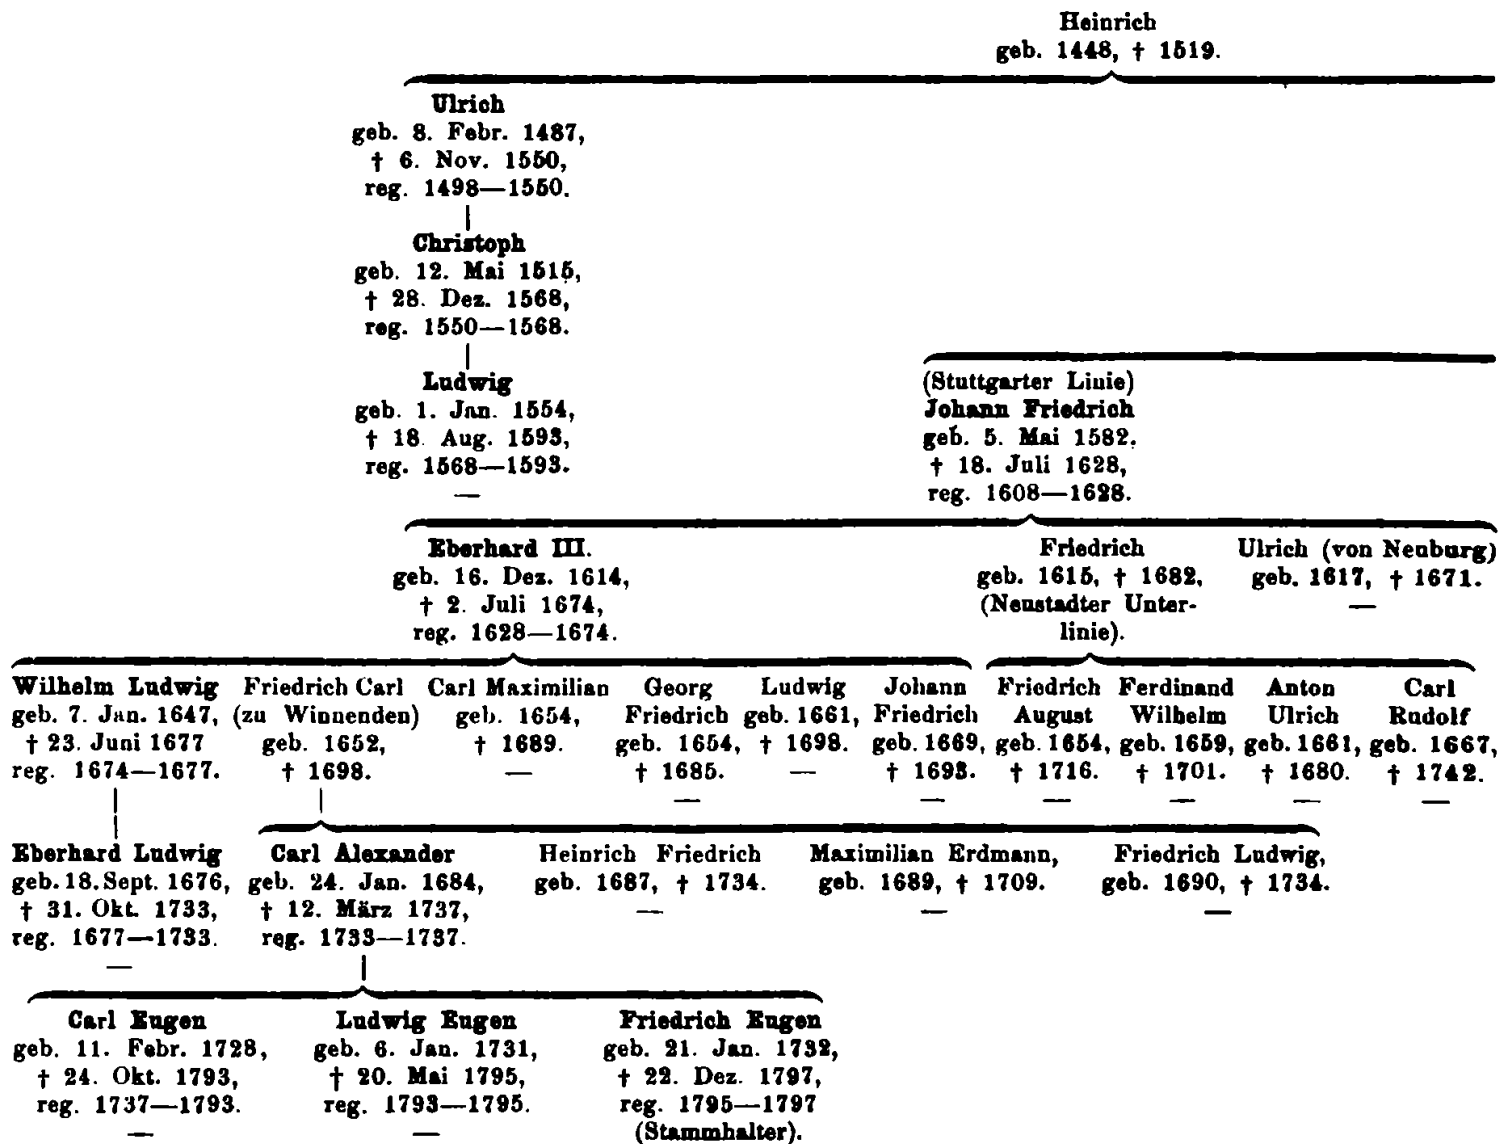 Heinrich
geb. 1448, † 1519.
Ulrich
geb. 8. Febr. 1487,
† 6. Nov. 1550,
reg. 1498—1550.
Christoph
geb. 12. Mai 1515,
† 28. Dez. 1568,
reg. 1550—1568.
Ludwig
geb. 1. Jan. 1554,
† 18. Aug. 1593,
reg. 1568—1593.
—
(Stuttgarter Linie)
Johann Friedrich
geb. 5. Mai 1582.
† 18. Juli 1628,
reg. 1608—1628.
Eberhard III.
geb. 16. Dez. 1614,
† 2. Juli 1674,
reg. 1628—1674.
Friedrich
geb. 1615, † 1682,
(Neustadter Unter-
linie).
Ulrich (von Neuburg)
geb. 1617, † 1671.
—
Wilhelm Ludwig
geb. 7. Jan. 1647,
† 23. Juni 1677
reg. 1674—1677.
Friedrich Carl
(zu Winnenden)
geb. 1652,
† 1698.
Carl Maximilian
geb. 1654,
† 1689.
—
Georg
Friedrich
geb. 1654,
† 1685.
—
Ludwig
geb. 1661,
† 1698.
—
Johann
Friedrich
geb. 1669,
† 1693.
—
Friedrich
August
geb. 1654,
† 1716.
—
Ferdinand
Wilhelm
geb. 1659,
† 1701.
—
Anton
Ulrich
geb. 1661,
† 1680.
—
Carl
Rudolf
geb. 1667,
† 1742.
—
Eberhard Ludwig
geb. 18. Sept. 1676,
† 31. Okt. 1733,
reg. 1677—1733.
—
Carl Alexander
geb. 24. Jan. 1684,
† 12. März 1737,
reg. 1733—1737.
Heinrich Friedrich
geb. 1687, † 1734.
—
Maximilian Erdmann,
geb. 1689, † 1709.
—
Friedrich Ludwig,
geb. 1690, † 1734.
—
Carl Eugen
geb. 11. Febr. 1728,
† 24. Okt. 1793,
reg. 1737—1793.
—
Ludwig Eugen
geb. 6. Jan. 1731,
† 20. Mai 1795,
reg. 1793—1795.
—
Friedrich Eugen
geb. 21. Jan. 1732,
† 22. Dez. 1797,
reg. 1795—1797
(Stammhalter).